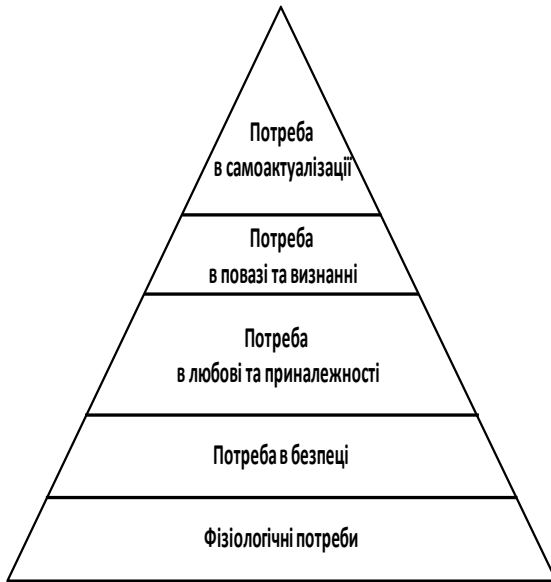 Потреба
в самоактуалізації
Потреба
в повазі та визнанні
Потреба
в любові та приналежності
Потреба в безпеці
Фізіологічні потреби